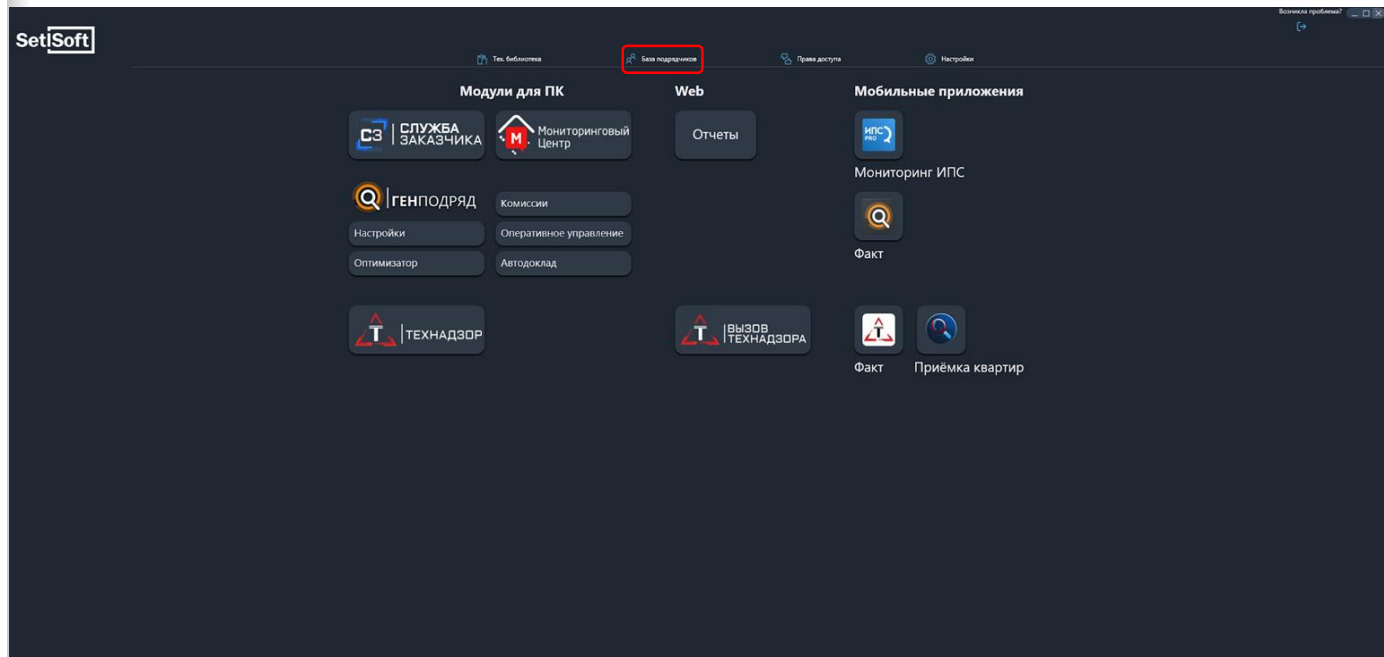 Возникла проблема?
SetlSoft
Тех. библиотека
База подрядчиков
Права доступа
Настройки
Модули для ПК
Web
Мобильные приложения
СЗ СЛУЖБА ЗАКАЗЧИКА
М Мониторинговый Центр
Отчеты
ИПС PRO
Мониторинг ИПС
ГЕНПОДРЯД
Комиссии
Настройки
Оперативное управление
Факт
Оптимизатор
Автодоклад
Т ТЕХНАДЗОР
Т ВЫЗОВ ТЕХНАДЗОРА
Т
Факт
Приёмка квартир